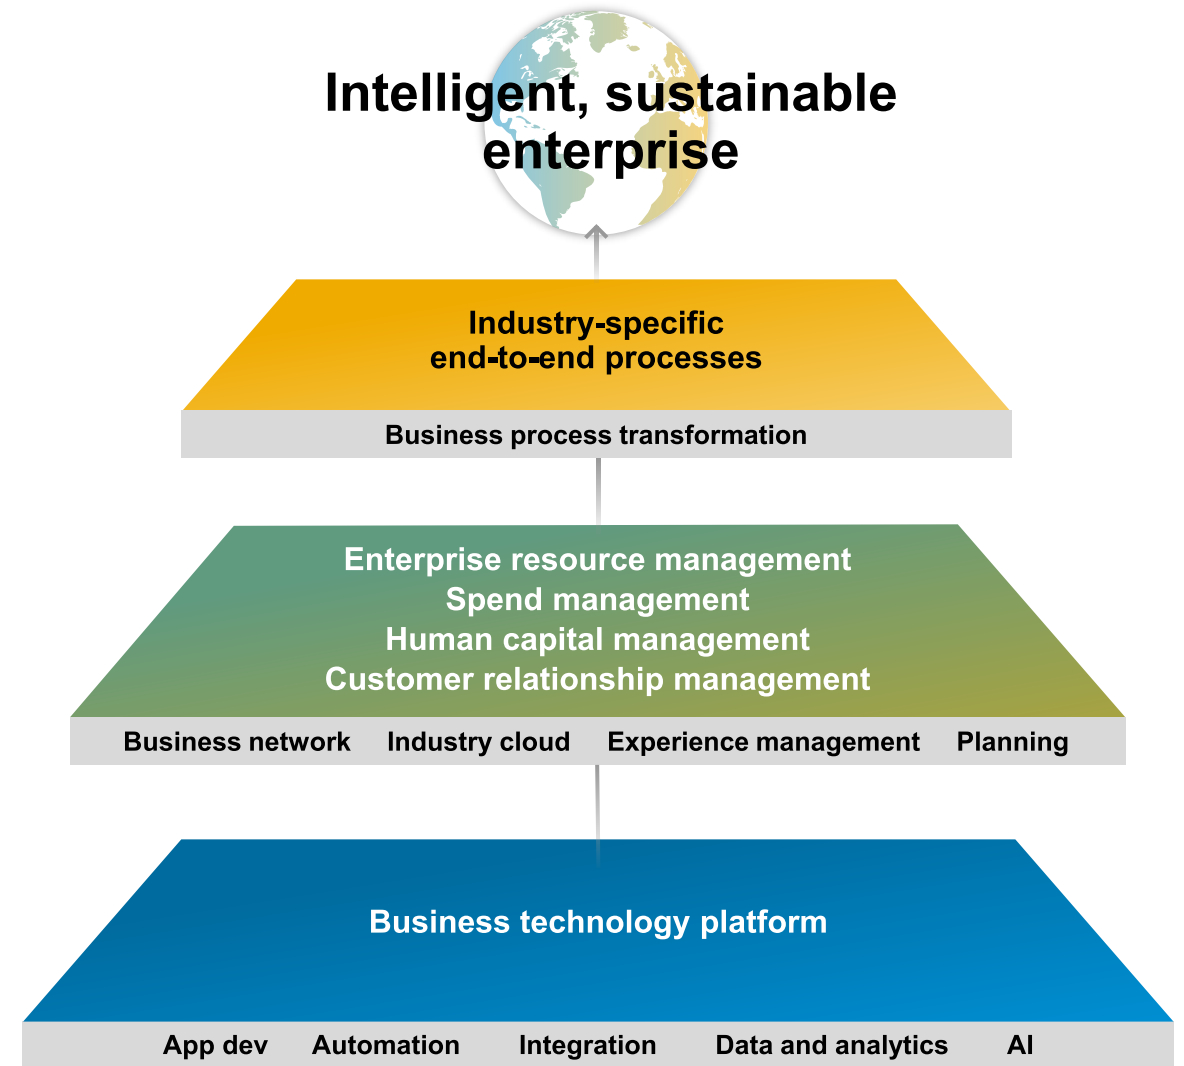 Intelligent, sustainable
enterprise
Industry-specific
end-to-end processes
Business process transformation
Enterprise resource management
Spend management
Human capital management
Customer relationship management
Business network Industry cloud Experience management Planning
Business technology platform
App dev Automation Integration Data and analytics AI